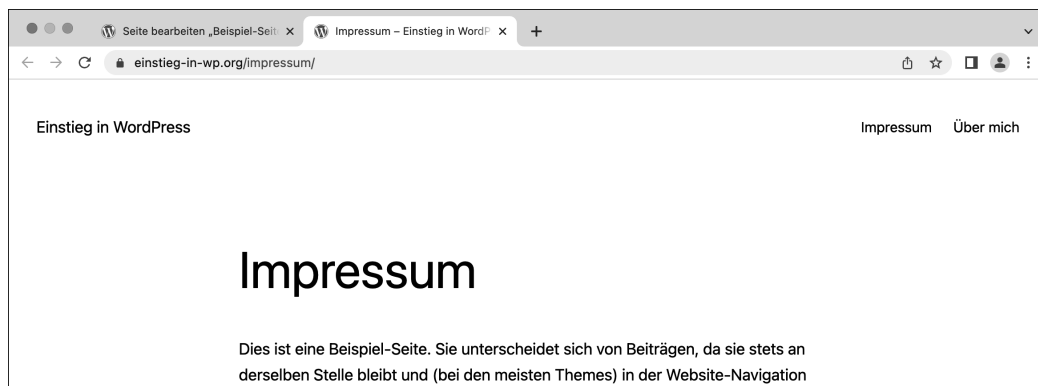 Seite bearbeiten „Beispiel-Seit
Impressum – Einstieg in WordP
einstieg-in-wp.org/impressum/
Einstieg in WordPress
Impressum Über mich
Impressum
Dies ist eine Beispiel-Seite. Sie unterscheidet sich von Beiträgen, da sie stets an
derselben Stelle bleibt und (bei den meisten Themes) in der Website-Navigation